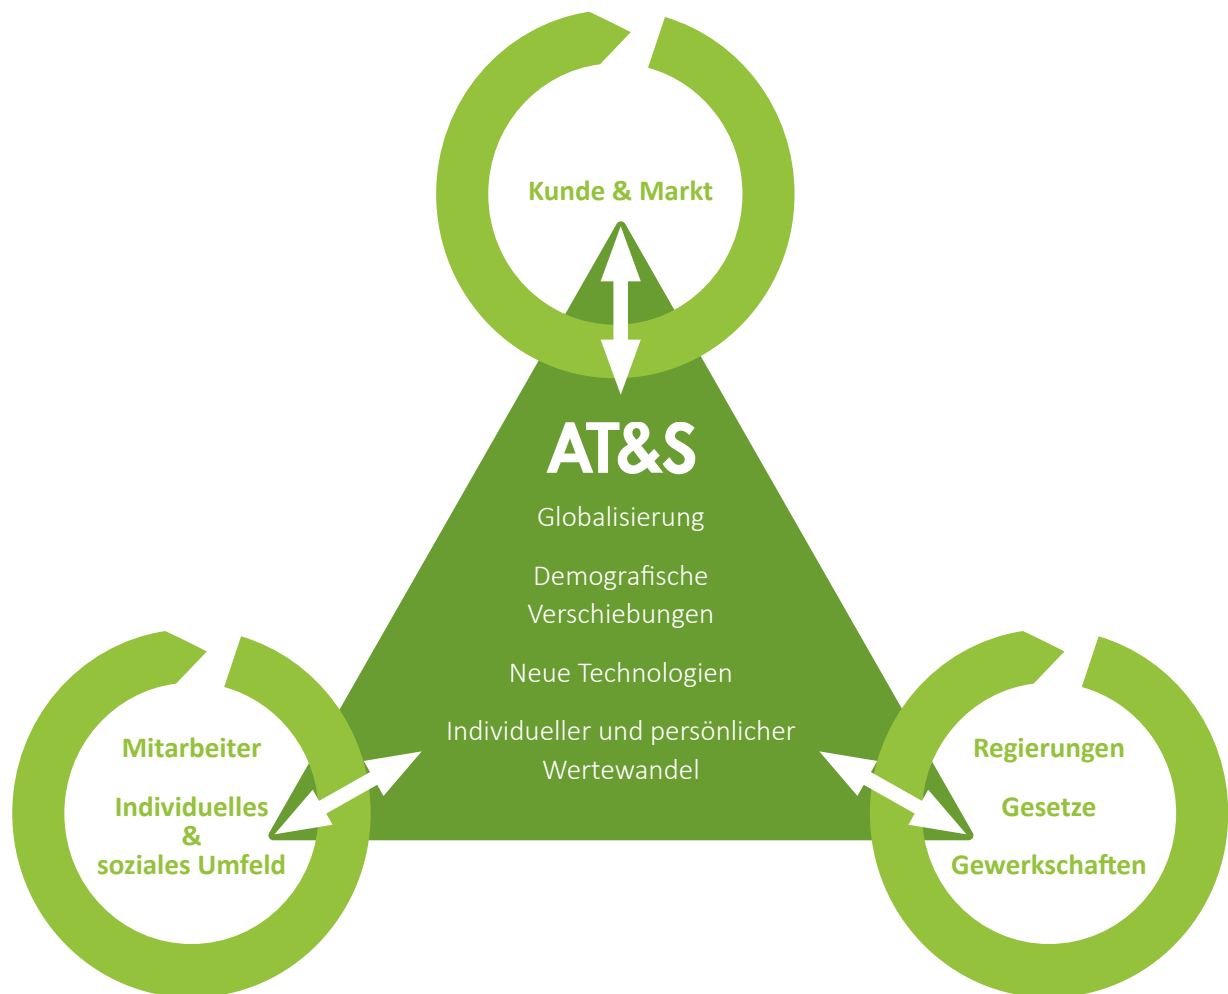 Kunde & Markt
AT&S
Globalisierung
Demografische
Verschiebungen
Neue Technologien
Individueller und persönlicher
Wertewandel
Mitarbeiter
Individuelles
&
soziales Umfeld
Regierungen
Gesetze
Gewerkschaften